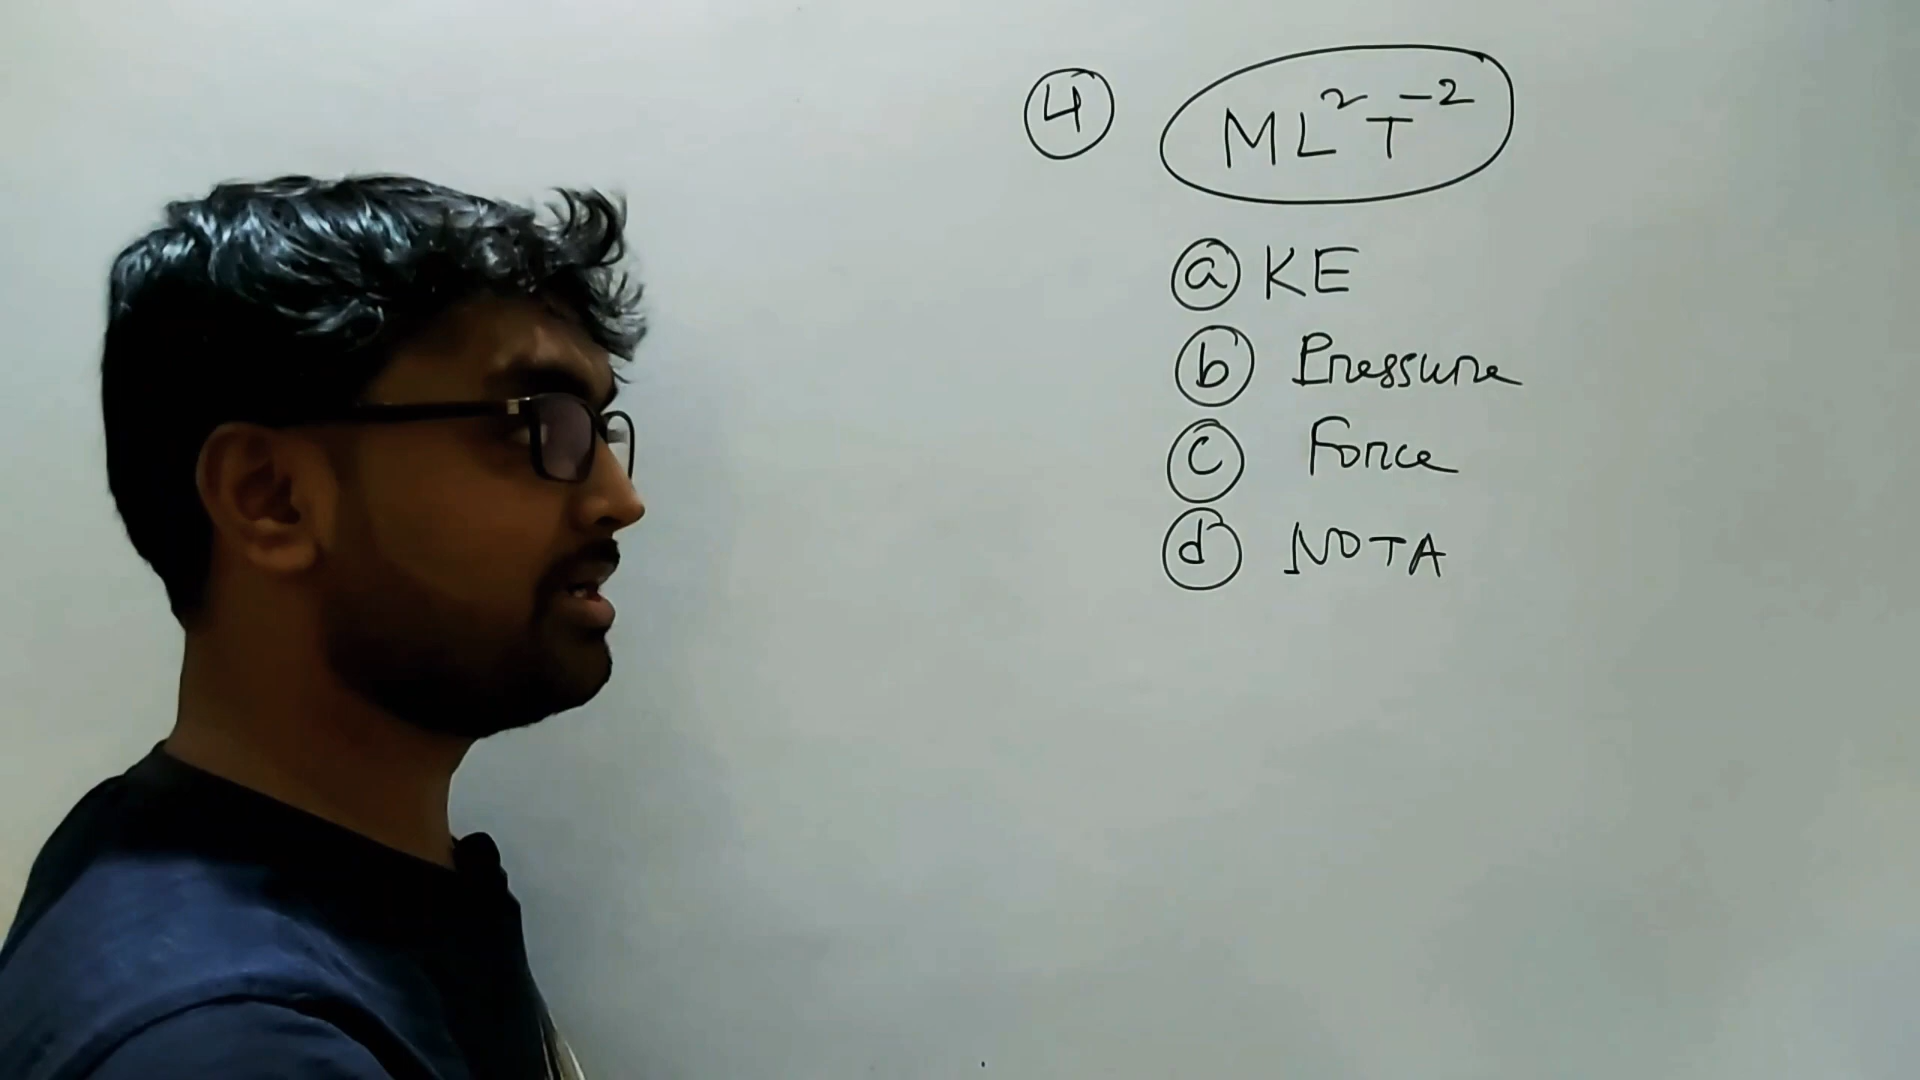 4 ML²T⁻²
a KE
b Pressure
c Force
d NOTA